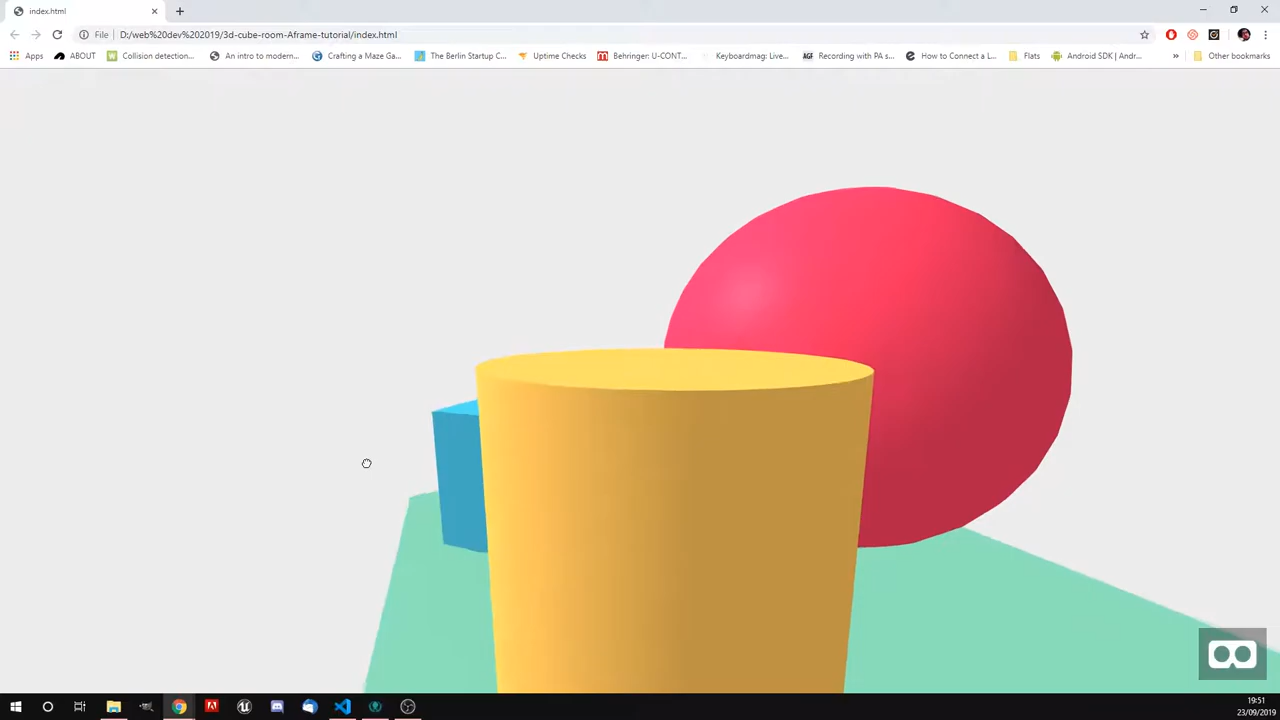 index.html
File D:/web%20dev%202019/3d-cube-room-Aframe-tutorial/index.html
Apps ABOUT Collision detection... An intro to modern... Crafting a Maze Ga... The Berlin Startup C... Uptime Checks Behringer: U-CONT... Keyboardmag: Live... AGF Recording with PA s... How to Connect a L... Flats Android SDK | Andr... » Other bookmarks
19:51
23/09/2019